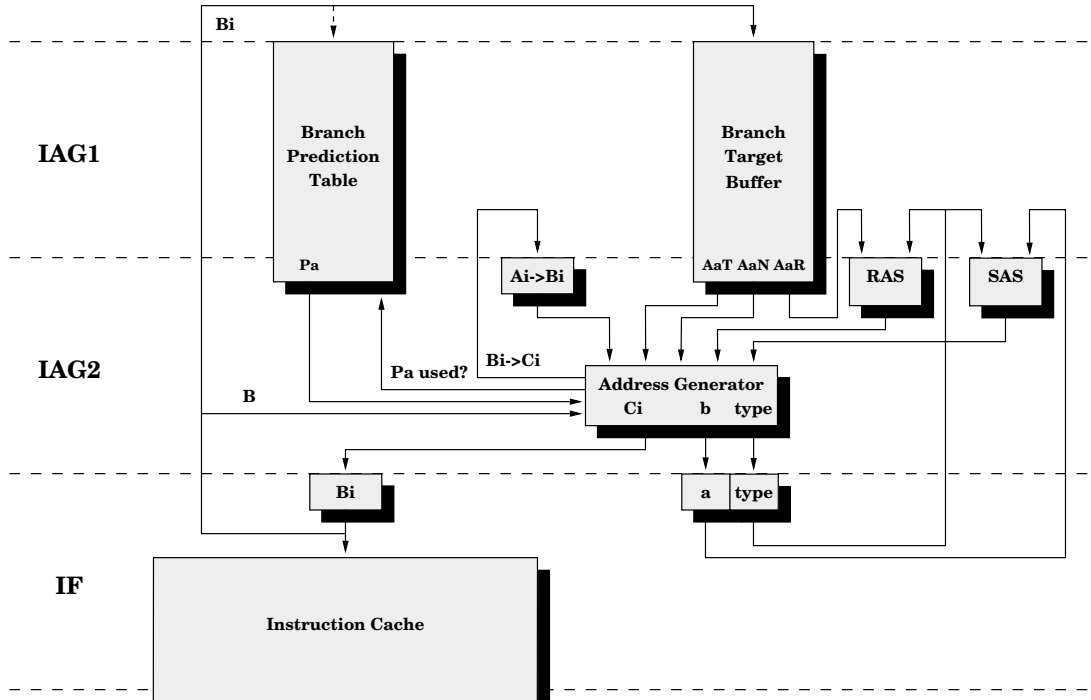 Bi
IAG1
Branch
Prediction
Table
Branch
Target
Buffer
Pa
AaT AaN AaR
Ai->Bi
RAS
SAS
IAG2
Bi->Ci
Pa used?
Address Generator
Ci b type
B
Bi
a type
IF
Instruction Cache